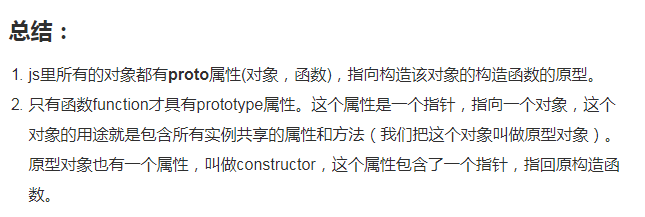 总结：
1. js里所有的对象都有proto属性(对象，函数)，指向构造该对象的构造函数的原型。
2. 只有函数function才具有prototype属性。这个属性是一个指针，指向一个对象，这个
对象的用途就是包含所有实例共享的属性和方法（我们把这个对象叫做原型对象）。
原型对象也有一个属性，叫做constructor，这个属性包含了一个指针，指回原构造函
数。